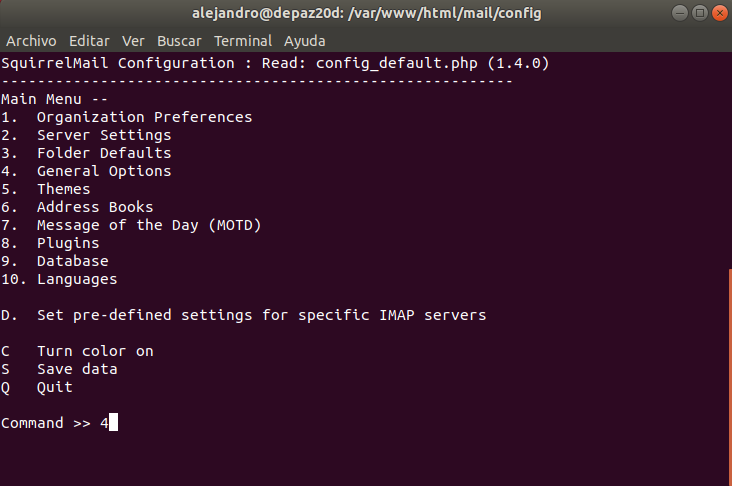 alejandro@depaz20d: /var/www/html/mail/config
Archivo Editar Ver Buscar Terminal Ayuda
SquirrelMail Configuration : Read: config_default.php (1.4.0)
---------------------------------------------------------
Main Menu --
1.  Organization Preferences
2.  Server Settings
3.  Folder Defaults
4.  General Options
5.  Themes
6.  Address Books
7.  Message of the Day (MOTD)
8.  Plugins
9.  Database
10. Languages
D.  Set pre-defined settings for specific IMAP servers
C   Turn color on
S   Save data
Q   Quit
Command >> 4